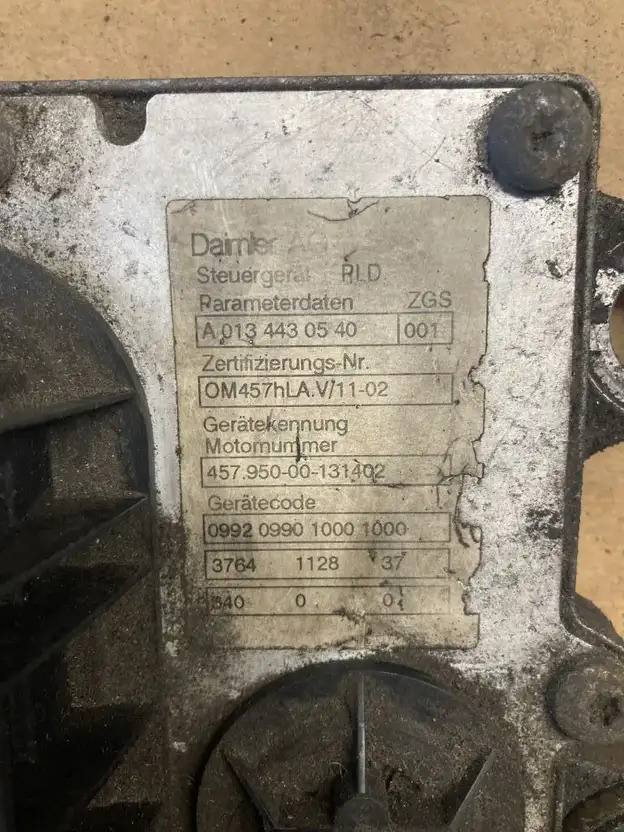 Daimler AG
Steuergerät PLD
Parameterdaten ZGS
A 013 443 05 40 001
Zertifizierungs-Nr.
OM457hLA.V/11-02
Gerätekennung
Motornummer
457.950-00-131402
Gerätecode
0992 0990 1000 1000
3764 1128 37
340 0 0